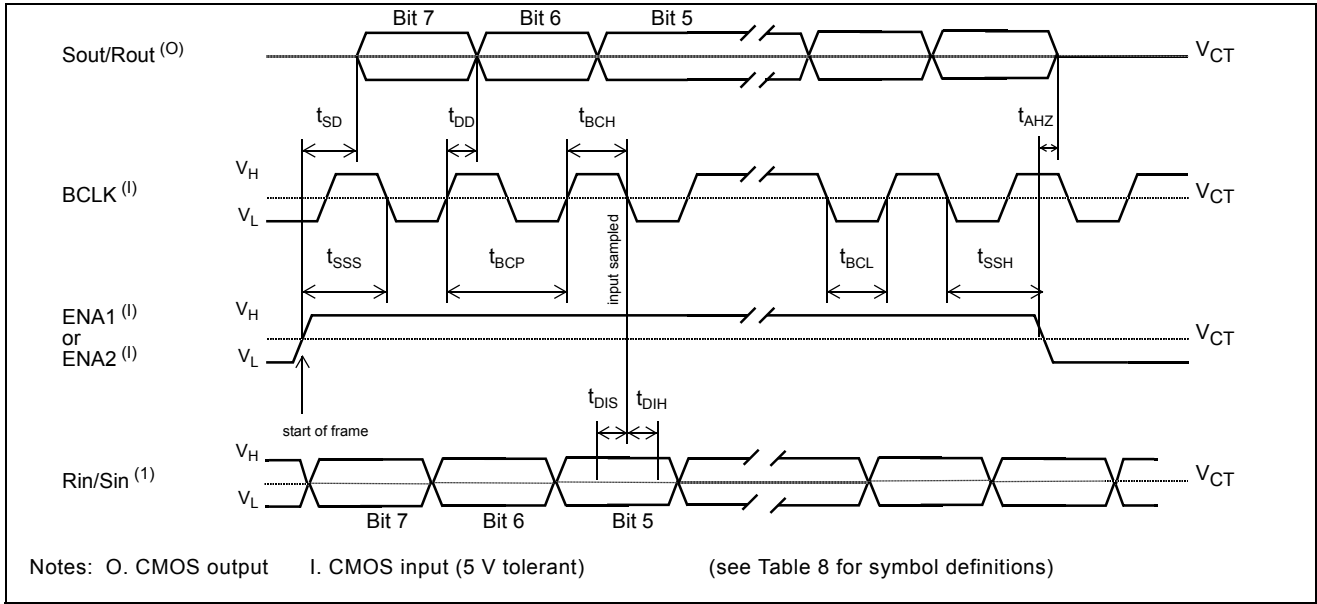 Bit 7 Bit 6 Bit 5
Sout/Rout (O) VCT
tSD tDD tBCH tAHZ
VH
BCLK (I) VCT
VL
tSSS tBCP input sampled tBCL tSSH
ENA1 (I) VH
or VCT
ENA2 (I) VL
tDIS tDIH
start of frame
VH
Rin/Sin (1) VCT
VL
Bit 7 Bit 6 Bit 5
Notes: O. CMOS output I. CMOS input (5 V tolerant) (see Table 8 for symbol definitions)